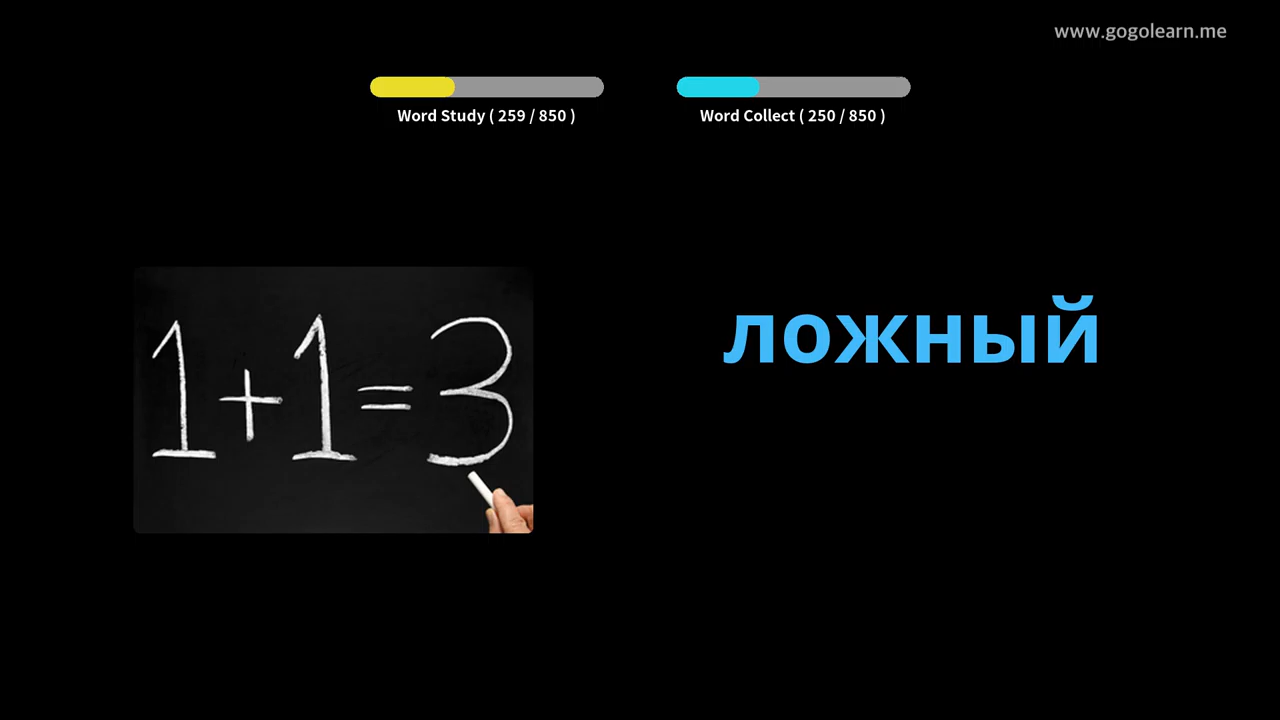 www.gogolearn.me
Word Study ( 259 / 850 )
Word Collect ( 250 / 850 )
1+1=3
ложный